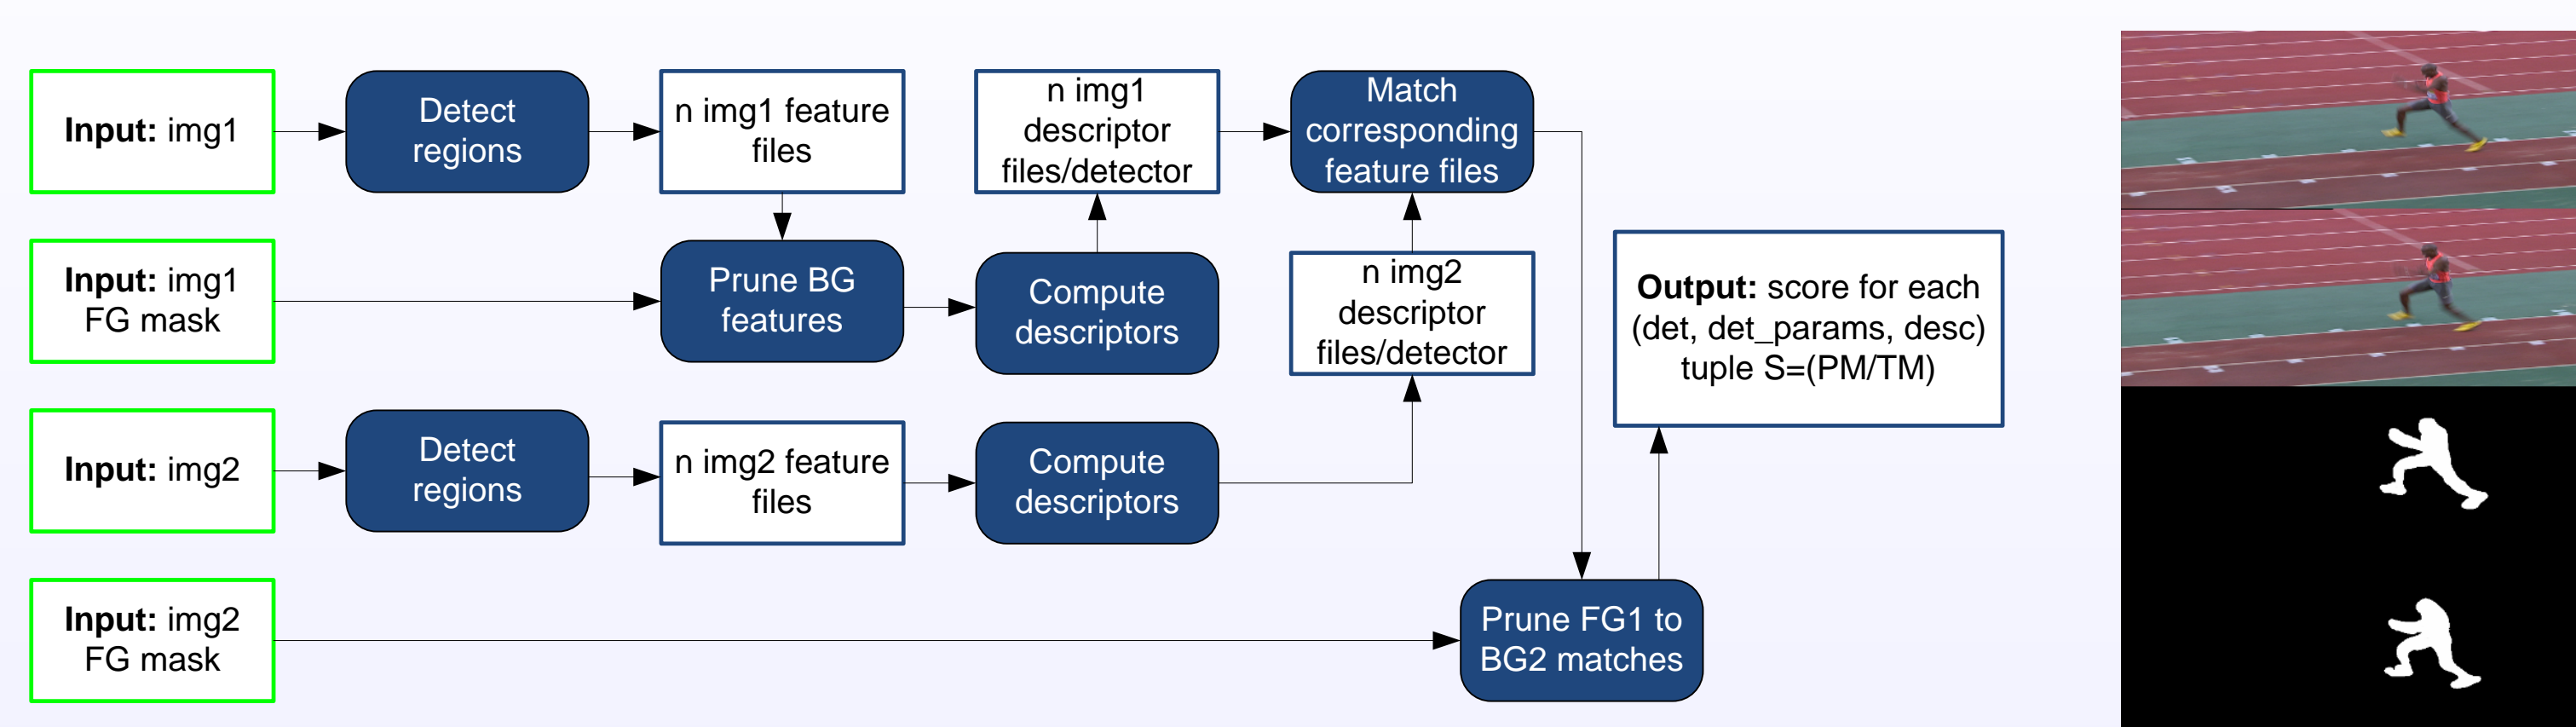 Input: img1
Detect
regions
n img1 feature
files
n img1
descriptor
files/detector
Match
corresponding
feature files
Input: img1
FG mask
Prune BG
features
Compute
descriptors
n img2
descriptor
files/detector
Output: score for each
(det, det_params, desc)
tuple S=(PM/TM)
Input: img2
Detect
regions
n img2 feature
files
Compute
descriptors
Input: img2
FG mask
Prune FG1 to
BG2 matches